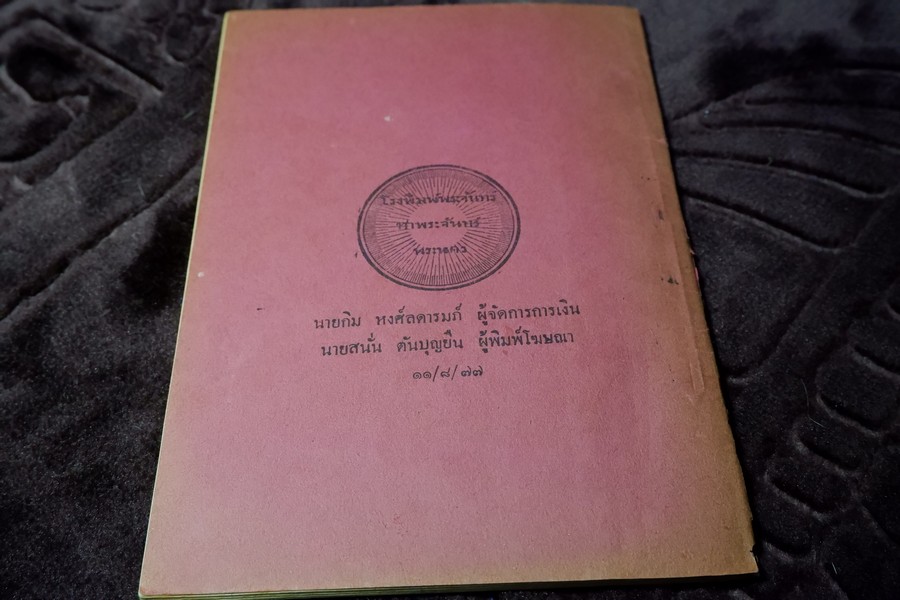 โรงพิมพ์พระจันทร์
ท่าพระจันทร์
พระนคร
นายกิม หงศ์ลดารมภ์ ผู้จัดการการเงิน
นายสนั่น ตันบุญยืน ผู้พิมพ์โฆษณา
๑๑/๘/๗๗